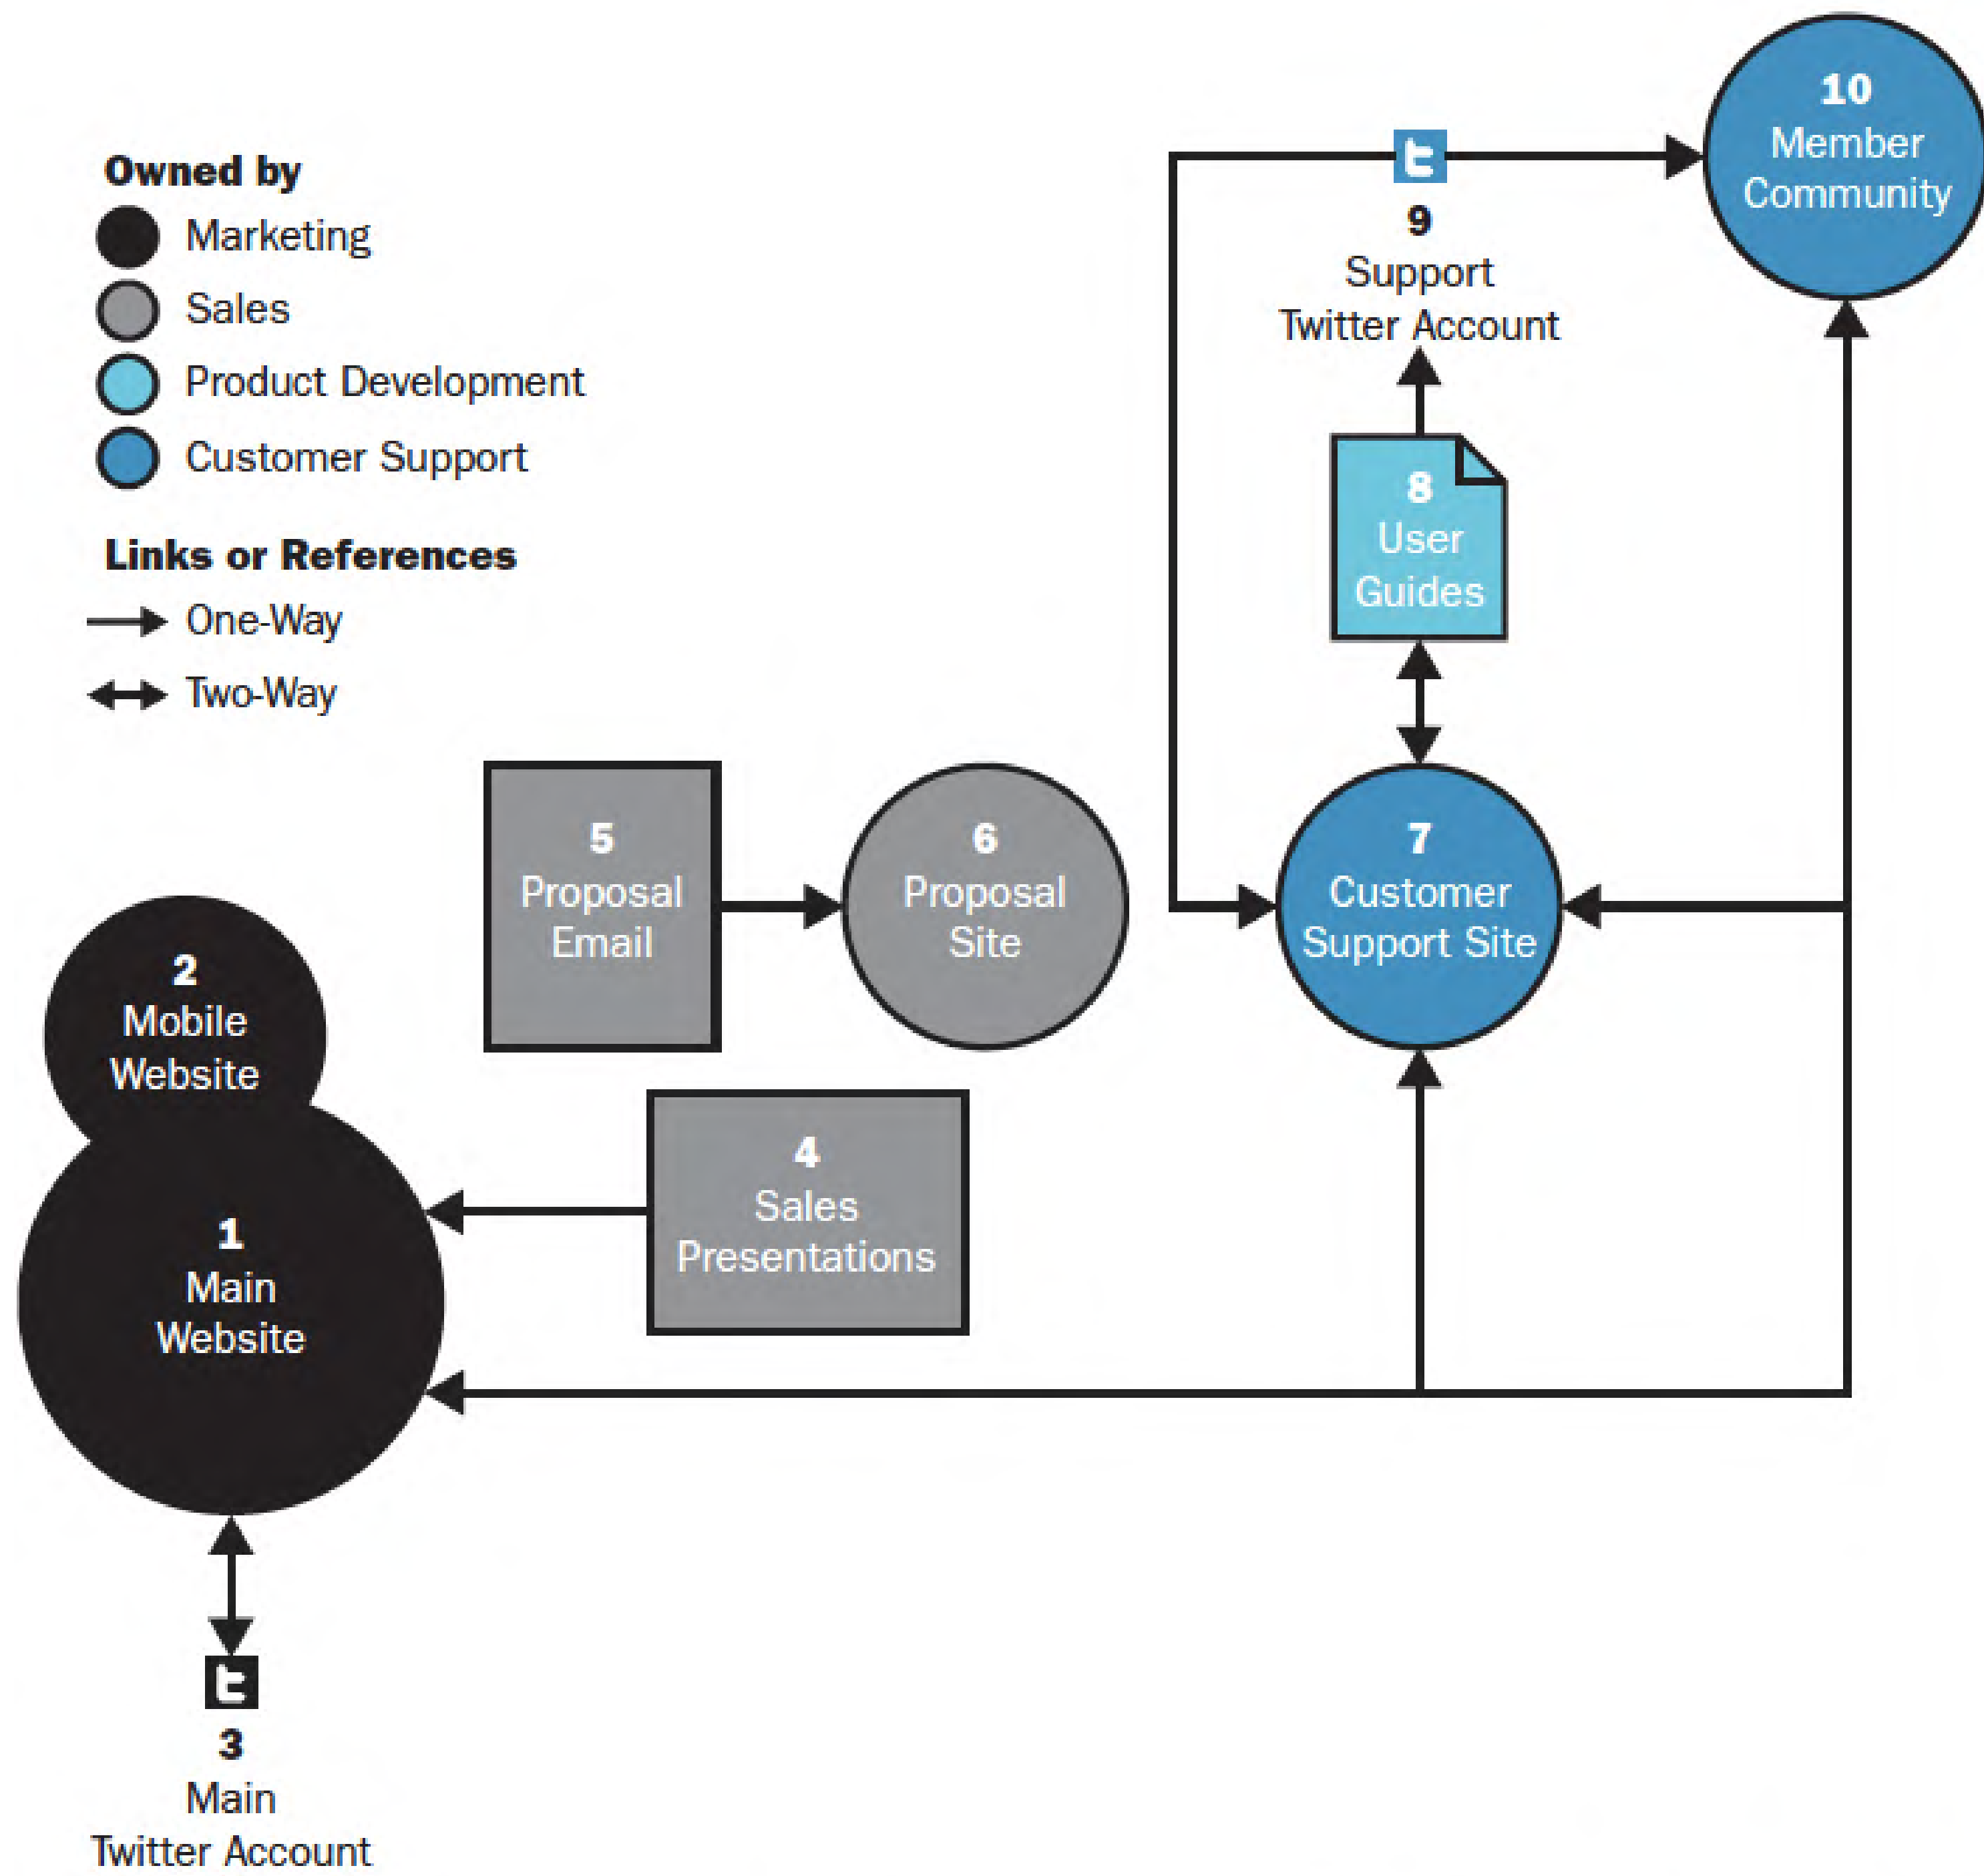 Owned by
Marketing
Sales
Product Development
Customer Support
Links or References
One-Way
Two-Way
10
Member
Community
t
9
Support
Twitter Account
8
User
Guides
7
Customer
Support Site
5
Proposal
Email
6
Proposal
Site
4
Sales
Presentations
2
Mobile
Website
1
Main
Website
t
3
Main
Twitter Account